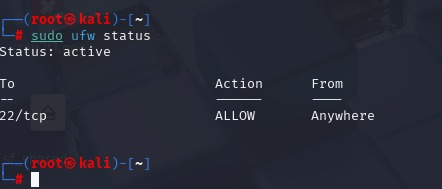 ┌──(root㉿kali)-[~]
└─# sudo ufw status
Status: active

To                         Action      From
--                         ------      ----
22/tcp                     ALLOW       Anywhere

┌──(root㉿kali)-[~]
└─#